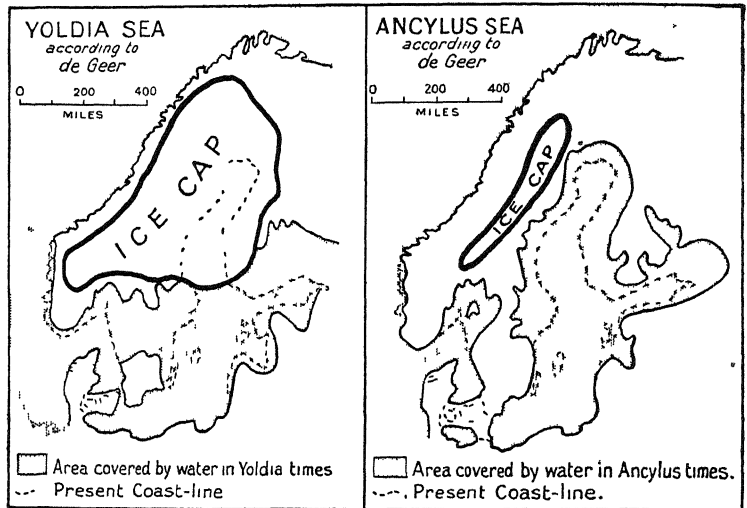 YOLDIA SEA
according to
de Geer
0 200 400
MILES
ICE CAP
Area covered by water in Yoldia times
Present Coast-line
ANCYLUS SEA
according to
de Geer
0 200 400
MILES
ICE CAP
Area covered by water in Ancylus times.
Present Coast-line.